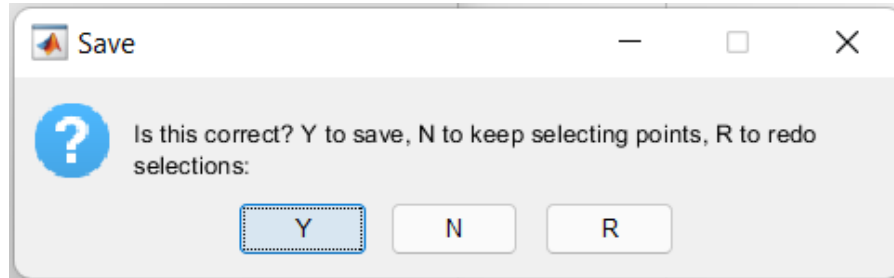 Save
Is this correct? Y to save, N to keep selecting points, R to redo
selections:
Y N R